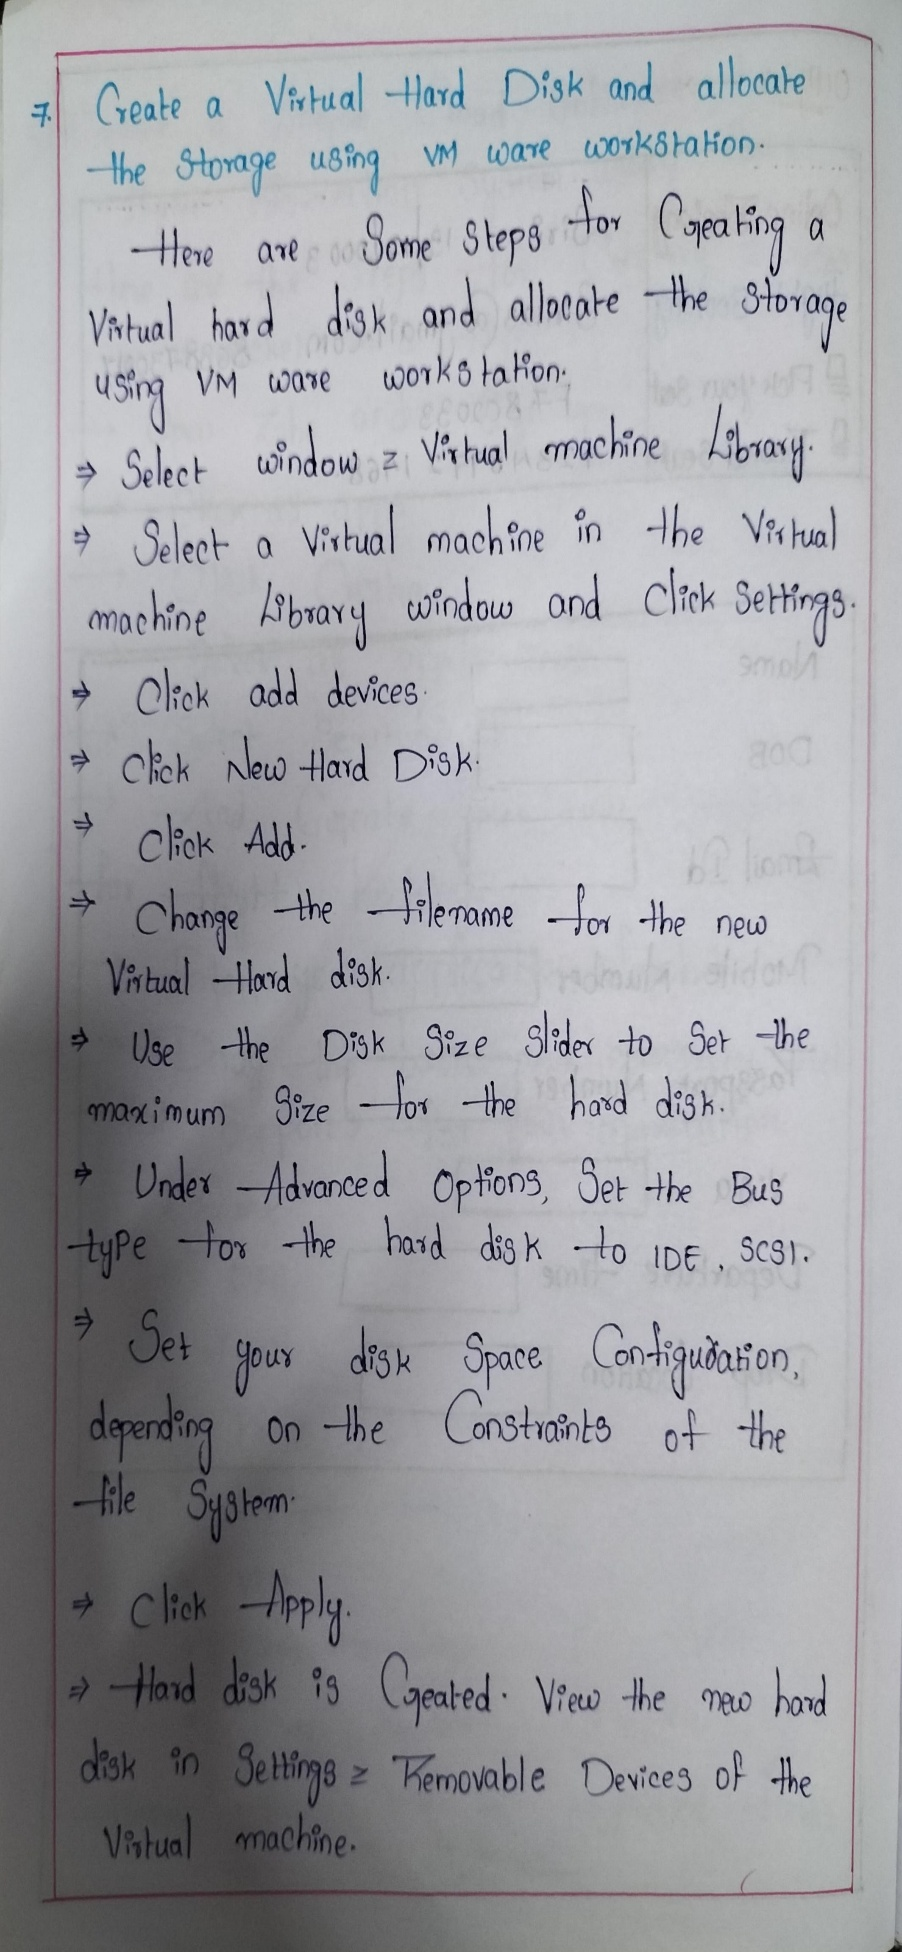 7. Create a Virtual Hard Disk and allocate
the Storage using VM ware workstation.
Here are Some Steps for Creating a
Virtual hard disk and allocate the storage
using VM ware workstation.
⇒ Select window ≥ Virtual machine Library.
⇒ Select a Virtual machine in the Virtual
machine Library window and Click Settings.
⇒ Click add devices.
⇒ Click New Hard Disk.
⇒ Click Add.
⇒ Change the filename for the new
Virtual Hard disk.
⇒ Use the Disk Size Slider to Set the
maximum Size for the hard disk.
⇒ Under Advanced Options, Set the Bus
type for the hard disk to IDE, SCSI.
⇒ Set your disk Space Configuration,
depending on the Constraints of the
file System.
⇒ Click Apply.
⇒ Hard disk is Created. View the new hard
disk in Settings ≥ Removable Devices of the
Virtual machine.